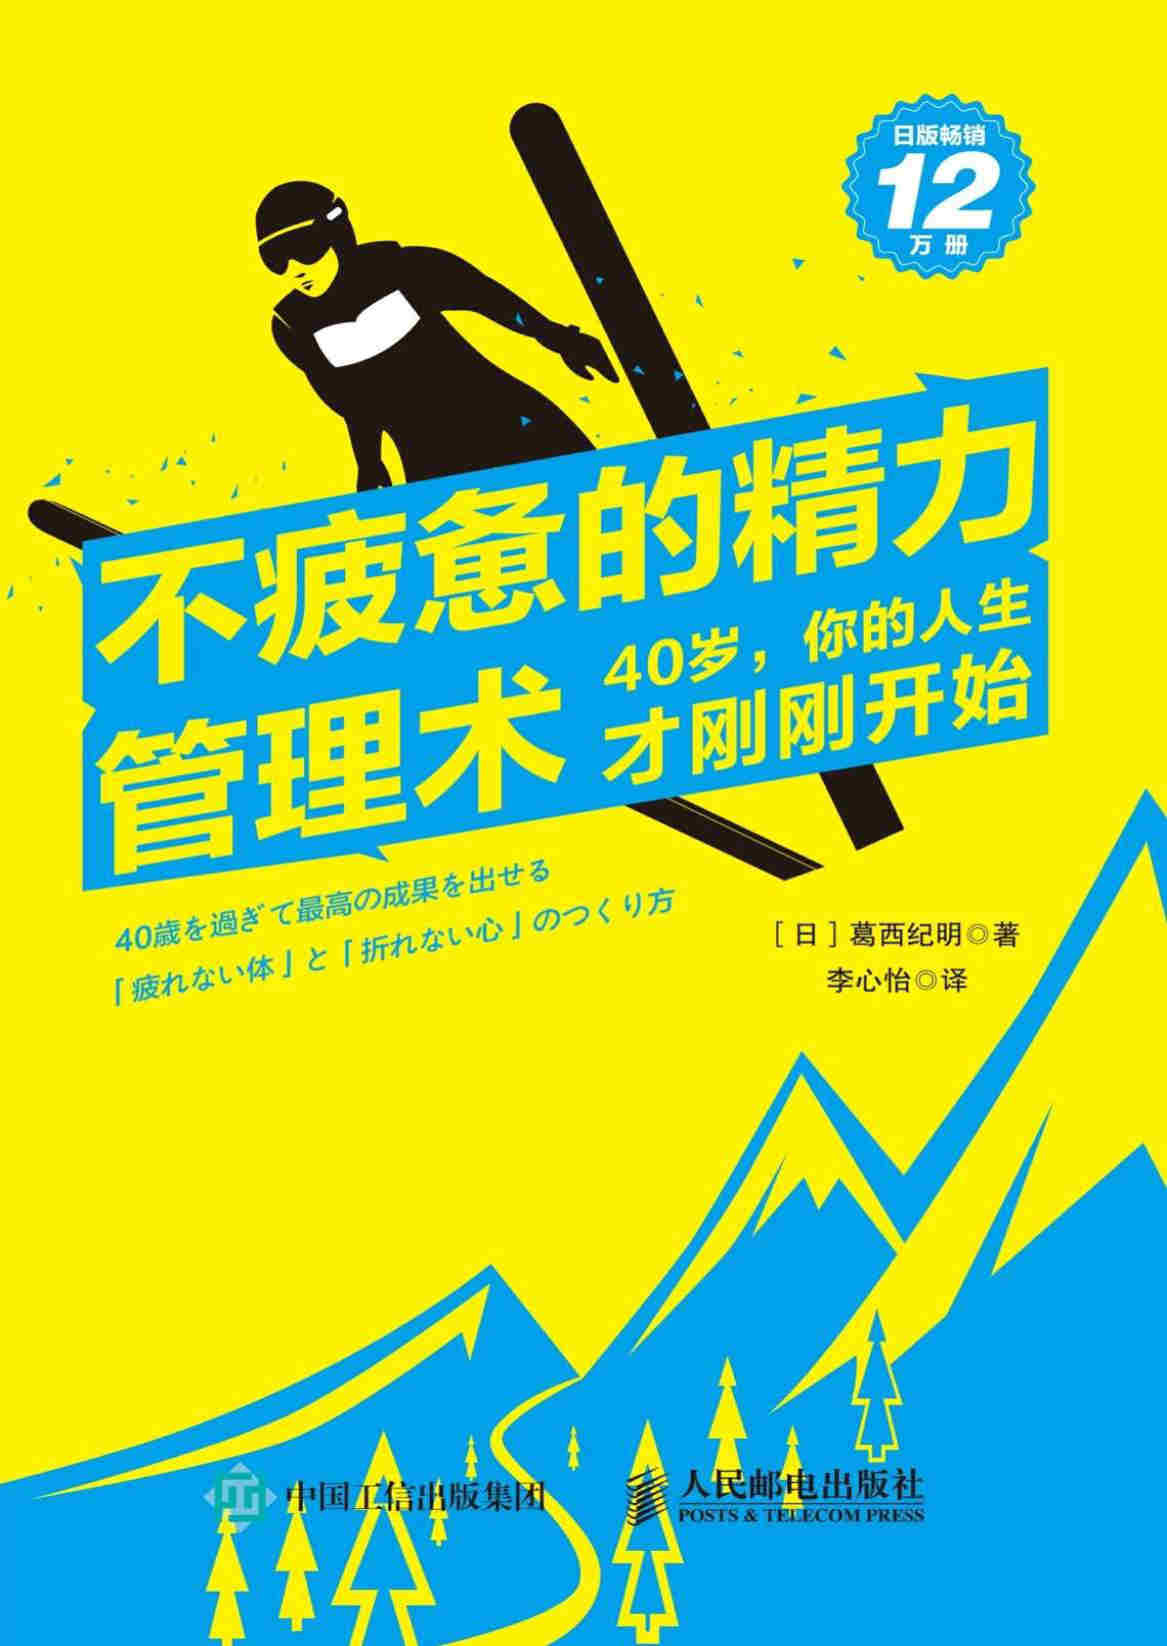 日版畅销
12
万册
不疲惫的精力
管理术
40岁，你的人生
才刚刚开始
40歳を過ぎて最高の成果を出せる
「疲れない体」と「折れない心」のつくり方
［日］葛西纪明◎著
李心怡◎译
中国工信出版集团
人民邮电出版社
POSTS & TELECOM PRESS